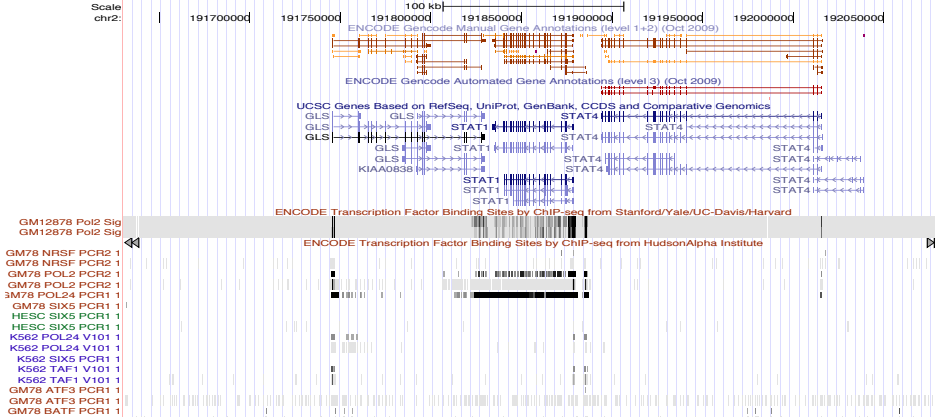 Scale 100 kb
chr2: 191700000 191750000 191800000 191850000 191900000 191950000 192000000 192050000
ENCODE Gencode Manual Gene Annotations (level 1+2) (Oct 2009)
ENCODE Gencode Automated Gene Annotations (level 3) (Oct 2009)
UCSC Genes Based on RefSeq, UniProt, GenBank, CCDS and Comparative Genomics
GLS GLS STAT4
GLS STAT1 STAT4
GLS STAT4
GLS STAT1 STAT4
GLS STAT4 STAT4
KIAA0838 STAT4 STAT4
STAT1 STAT4
STAT1 STAT4
STAT1
ENCODE Transcription Factor Binding Sites by ChIP-seq from Stanford/Yale/UC-Davis/Harvard
GM12878 Pol2 Sig
GM12878 Pol2 Sig
ENCODE Transcription Factor Binding Sites by ChIP-seq from HudsonAlpha Institute
GM78 NRSF PCR2 1
GM78 NRSF PCR2 1
GM78 POL2 PCR2 1
GM78 POL2 PCR2 1
GM78 POL24 PCR1 1
GM78 SIX5 PCR1 1
HESC SIX5 PCR1 1
HESC SIX5 PCR1 1
K562 POL24 V101 1
K562 POL24 V101 1
K562 SIX5 PCR1 1
K562 TAF1 V101 1
K562 TAF1 V101 1
GM78 ATF3 PCR1 1
GM78 ATF3 PCR1 1
GM78 BATF PCR1 1